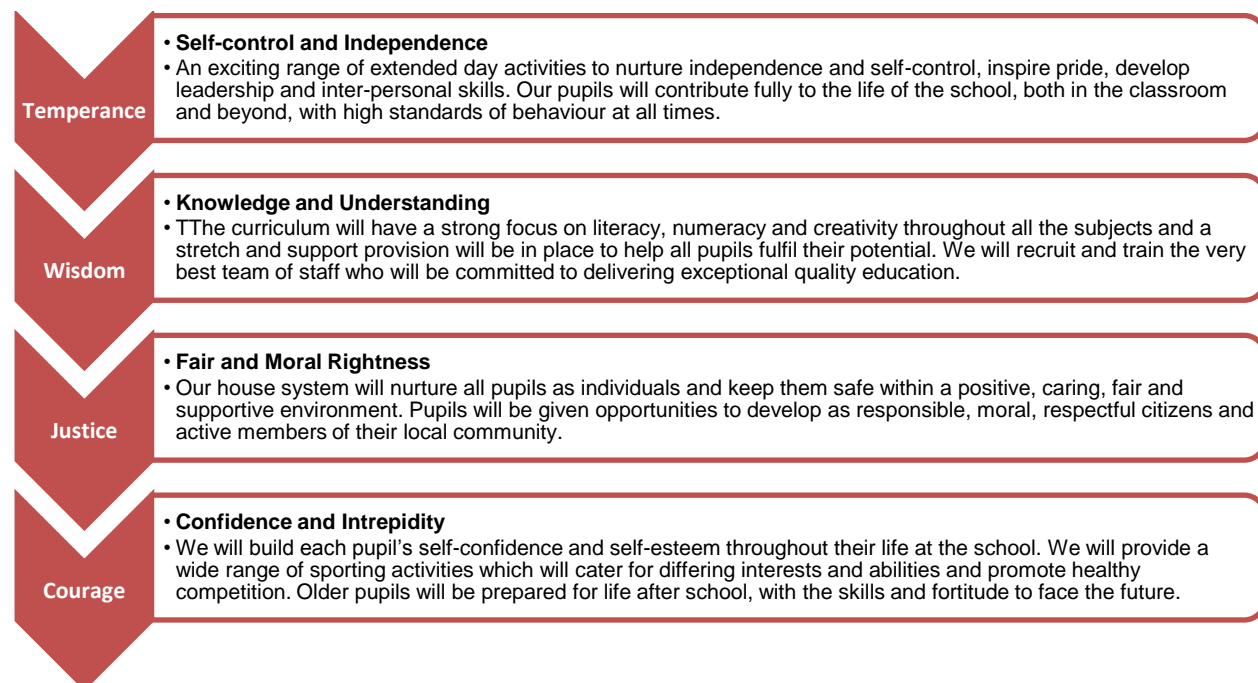 Temperance
• Self-control and Independence
• An exciting range of extended day activities to nurture independence and self-control, inspire pride, develop
leadership and inter-personal skills. Our pupils will contribute fully to the life of the school, both in the classroom
and beyond, with high standards of behaviour at all times.
Wisdom
• Knowledge and Understanding
• TThe curriculum will have a strong focus on literacy, numeracy and creativity throughout all the subjects and a
stretch and support provision will be in place to help all pupils fulfil their potential. We will recruit and train the very
best team of staff who will be committed to delivering exceptional quality education.
Justice
• Fair and Moral Rightness
• Our house system will nurture all pupils as individuals and keep them safe within a positive, caring, fair and
supportive environment. Pupils will be given opportunities to develop as responsible, moral, respectful citizens and
active members of their local community.
Courage
• Confidence and Intrepidity
• We will build each pupil's self-confidence and self-esteem throughout their life at the school. We will provide a
wide range of sporting activities which will cater for differing interests and abilities and promote healthy
competition. Older pupils will be prepared for life after school, with the skills and fortitude to face the future.